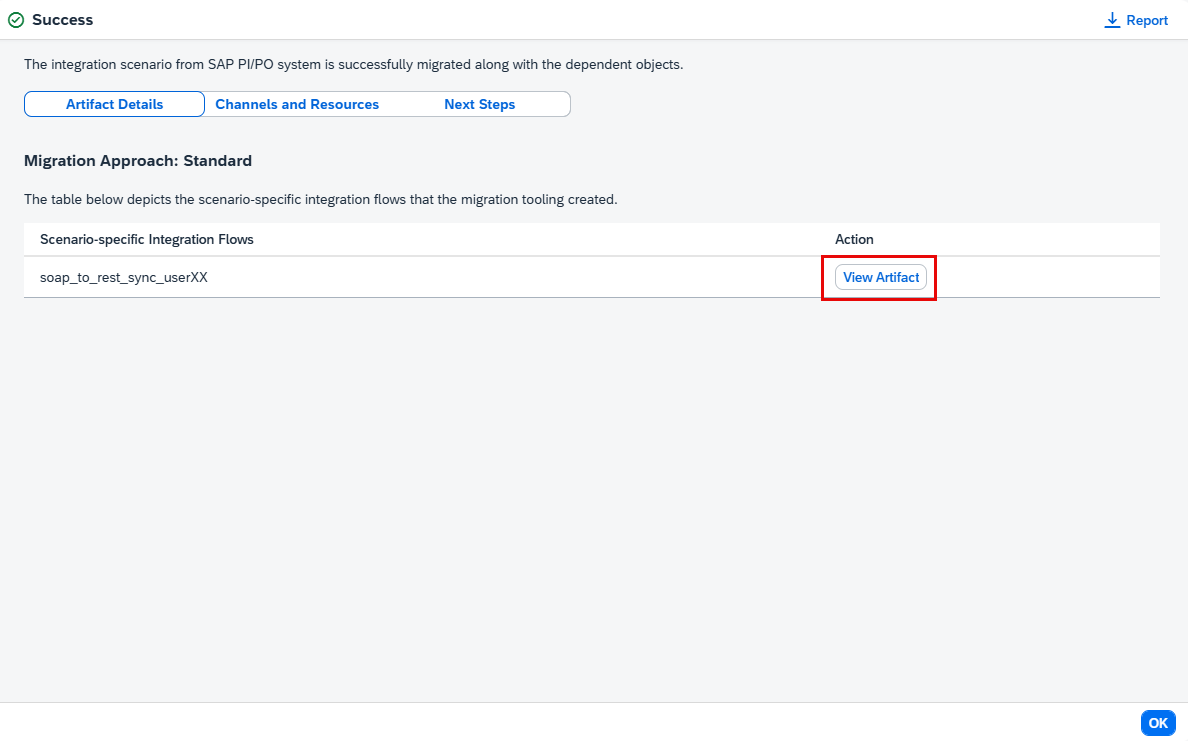 Success
Report
The integration scenario from SAP PI/PO system is successfully migrated along with the dependent objects.
Artifact Details Channels and Resources Next Steps
Migration Approach: Standard
The table below depicts the scenario-specific integration flows that the migration tooling created.
Scenario-specific Integration Flows Action
soap_to_rest_sync_userXX View Artifact
OK